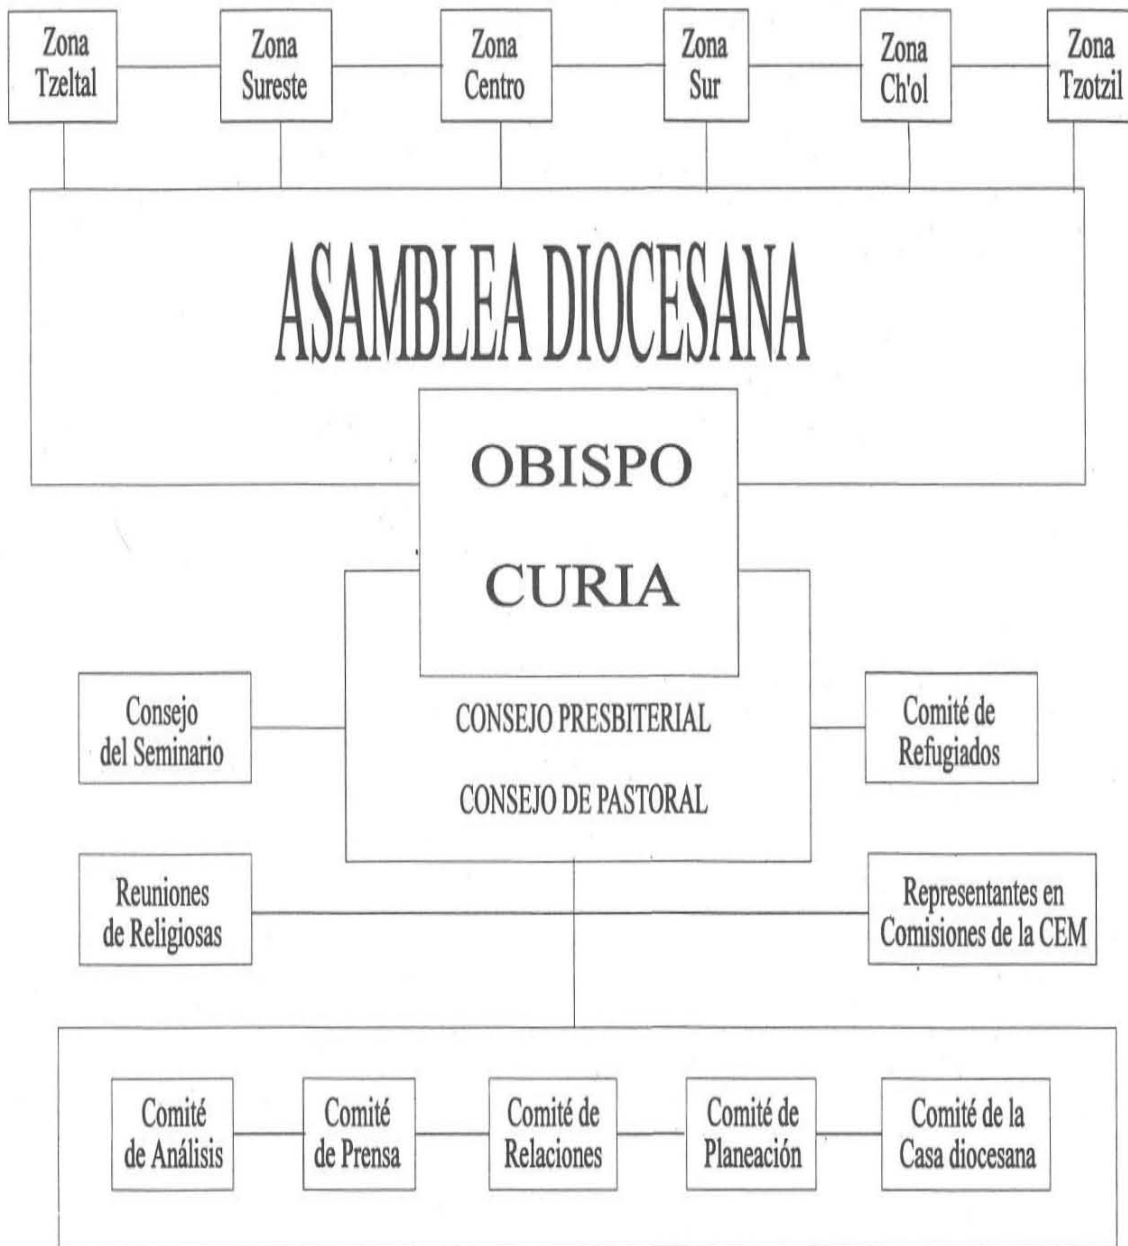 Zona
Tzeltal
Zona
Sureste
Zona
Centro
Zona
Sur
Zona
Ch'ol
Zona
Tzotzil
ASAMBLEA DIOCESANA
OBISPO
CURIA
Consejo
del Seminario
CONSEJO PRESBITERIAL
CONSEJO DE PASTORAL
Comité de
Refugiados
Reuniones
de Religiosas
Representantes en
Comisiones de la CEM
Comité
de Análisis
Comité
de Prensa
Comité de
Relaciones
Comité de
Planeación
Comité de la
Casa diocesana